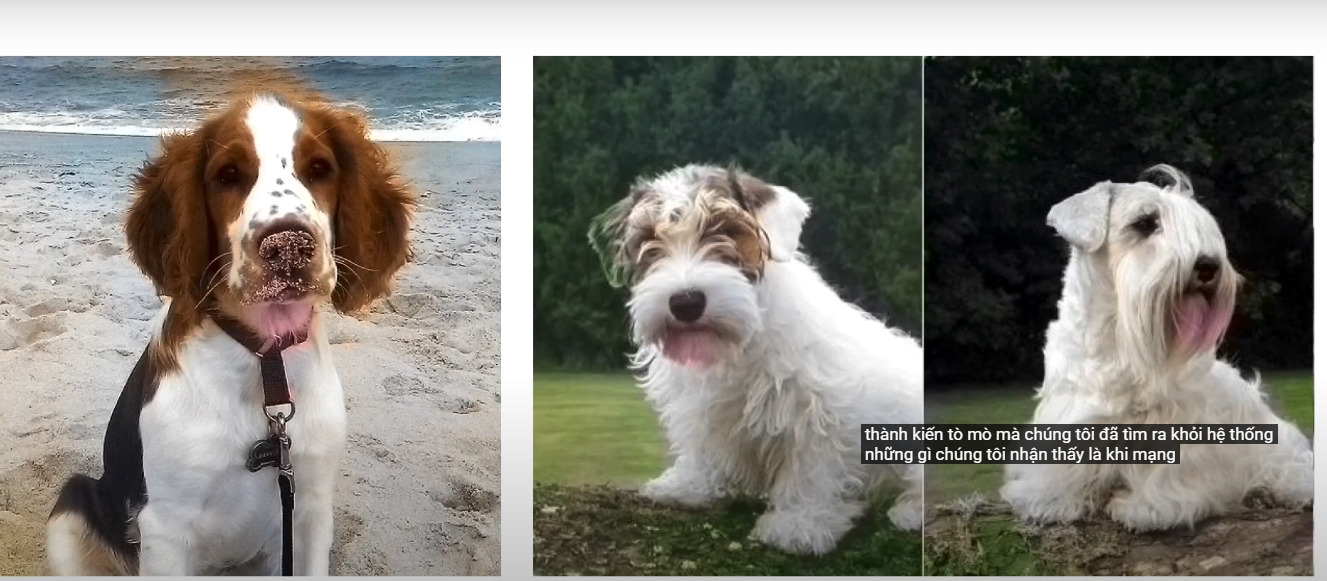 thành kiến tò mò mà chúng tôi đã tìm ra khỏi hệ thống
những gì chúng tôi nhận thấy là khi mạng